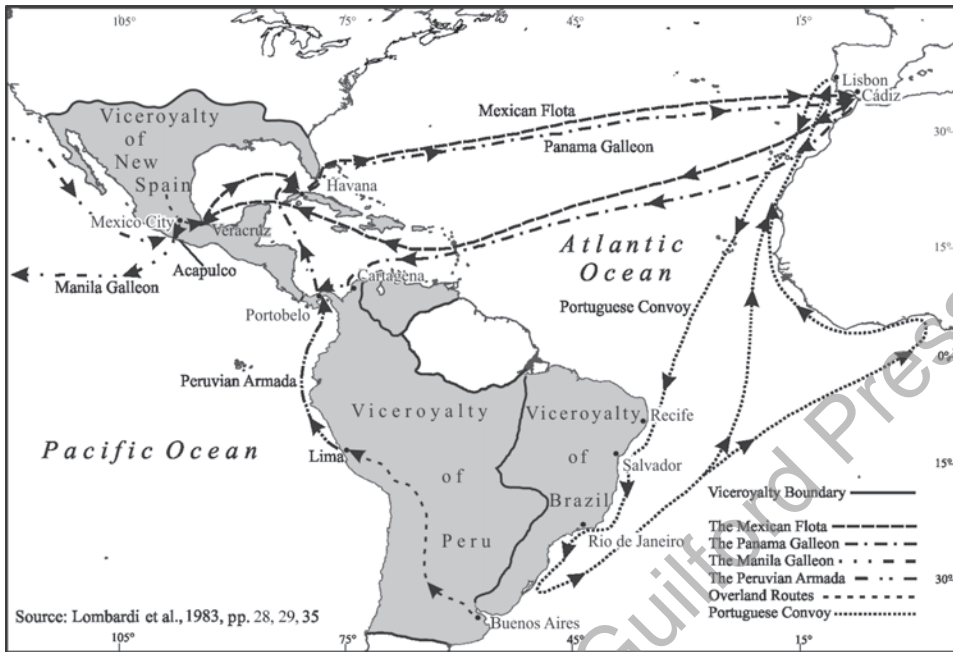 105°
75°
45°
15°
Lisbon
Cádiz
Mexican Flota
Panama Galleon
30°
Viceroyalty
of
New
Spain
Havana
Mexico City
Veracruz
Acapulco
Manila Galleon
Atlantic
Ocean
15°
Cartagena
Portobelo
Portuguese Convoy
Peruvian Armada
0°
Viceroyalty
of
Peru
Viceroyalty
of
Brazil
Recife
Pacific Ocean
Lima
Salvador
15°
Rio de Janeiro
Viceroyalty Boundary
The Mexican Flota
The Panama Galleon
The Manila Galleon
The Peruvian Armada
30°
Overland Routes
Portuguese Convoy
Source: Lombardi et al., 1983, pp. 28, 29, 35
Buenos Aires
105°
75°
45°
15°
Guilford Press